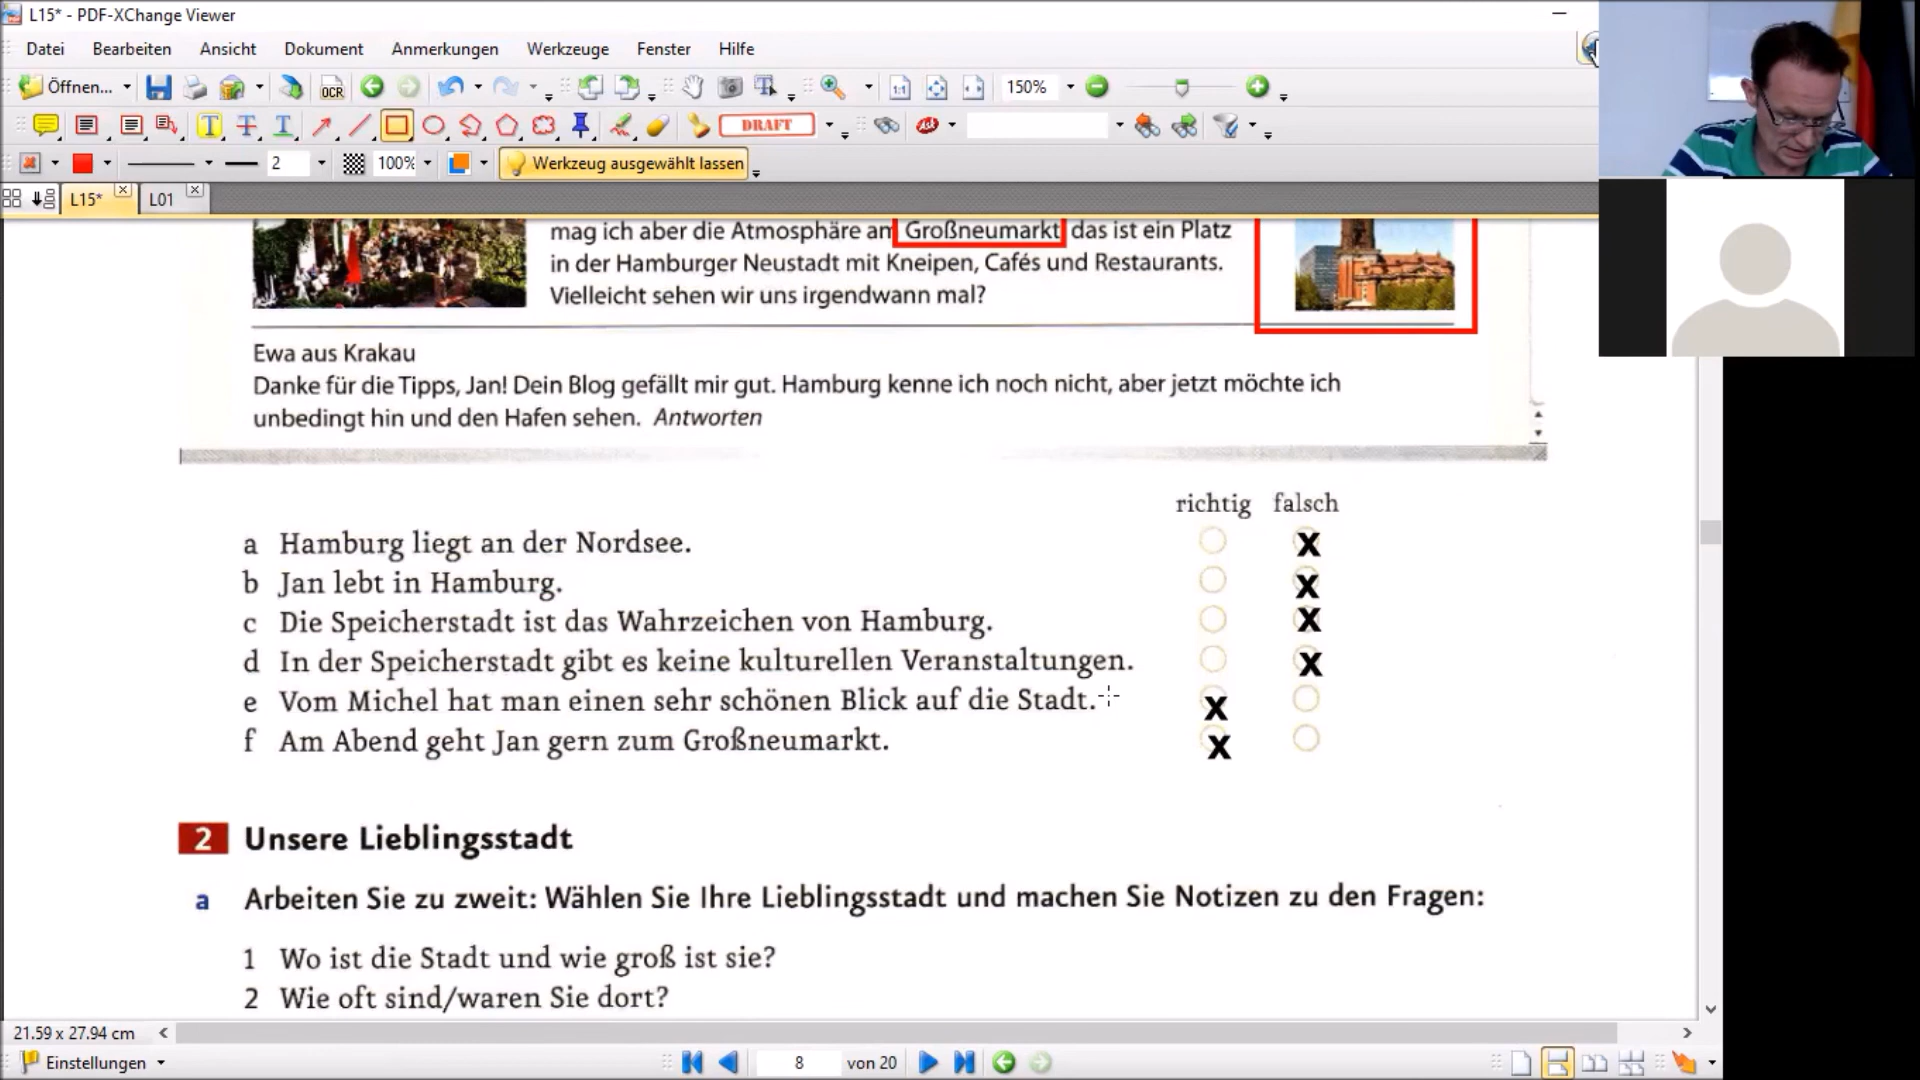 L15* - PDF-XChange Viewer
Datei Bearbeiten Ansicht Dokument Anmerkungen Werkzeuge Fenster Hilfe
Öffnen... OCR 1:1 150%
T T T DRAFT Ask
2 100% Werkzeug ausgewählt lassen
L15* L01
mag ich aber die Atmosphäre am Großneumarkt das ist ein Platz
in der Hamburger Neustadt mit Kneipen, Cafés und Restaurants.
Vielleicht sehen wir uns irgendwann mal?
Ewa aus Krakau
Danke für die Tipps, Jan! Dein Blog gefällt mir gut. Hamburg kenne ich noch nicht, aber jetzt möchte ich
unbedingt hin und den Hafen sehen. Antworten
richtig falsch
a Hamburg liegt an der Nordsee. X
b Jan lebt in Hamburg. X
c Die Speicherstadt ist das Wahrzeichen von Hamburg. X
d In der Speicherstadt gibt es keine kulturellen Veranstaltungen. X
e Vom Michel hat man einen sehr schönen Blick auf die Stadt. X
f Am Abend geht Jan gern zum Großneumarkt. X
2 Unsere Lieblingsstadt
a Arbeiten Sie zu zweit: Wählen Sie Ihre Lieblingsstadt und machen Sie Notizen zu den Fragen:
1 Wo ist die Stadt und wie groß ist sie?
2 Wie oft sind/waren Sie dort?
21.59 x 27.94 cm
Einstellungen 8 von 20